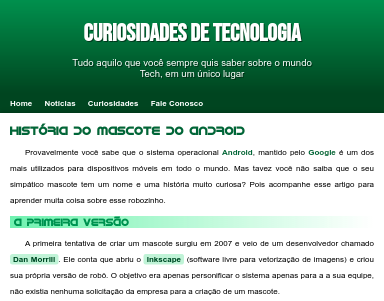 CURIOSIDADES DE TECNOLOGIA
Tudo aquilo que você sempre quis saber sobre o mundo
Tech, em um único lugar
Home Notícias Curiosidades Fale Conosco
História do Mascote do Android
Provavelmente você sabe que o sistema operacional Android, mantido pelo Google é um dos
mais utilizados para dispositivos móveis em todo o mundo. Mas tavez você não saiba que o seu
simpático mascote tem um nome e uma história muito curiosa? Pois acompanhe esse artigo para
aprender muita coisa sobre esse robozinho.
A primeira versão
A primeira tentativa de criar um mascote surgiu em 2007 e veio de um desenvolvedor chamado
Dan Morrill. Ele conta que abriu o Inkscape (software livre para vetorização de imagens) e criou
sua própria versão de robô. O objetivo era apenas personificar o sistema apenas para a a sua equipe,
não existia nenhuma solicitação da empresa para a criação de um mascote.